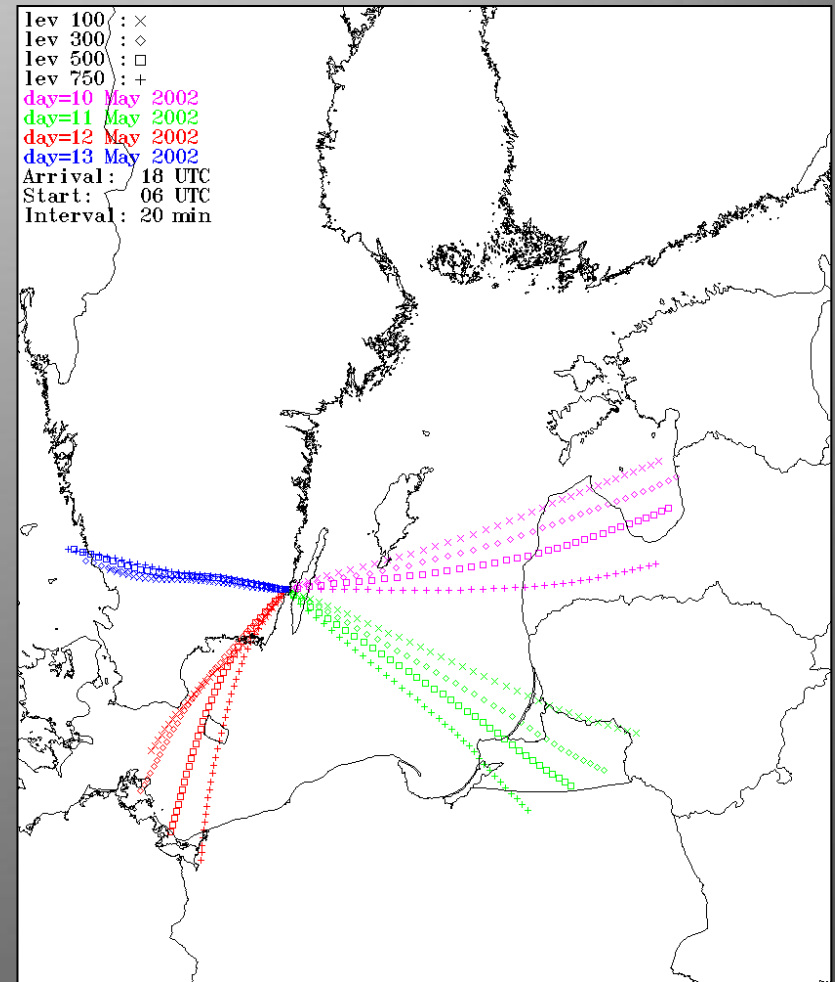 lev 100 : ×
lev 300 : ◇
lev 500 : □
lev 750 : +
day=10 May 2002
day=11 May 2002
day=12 May 2002
day=13 May 2002
Arrival: 18 UTC
Start: 06 UTC
Interval: 20 min